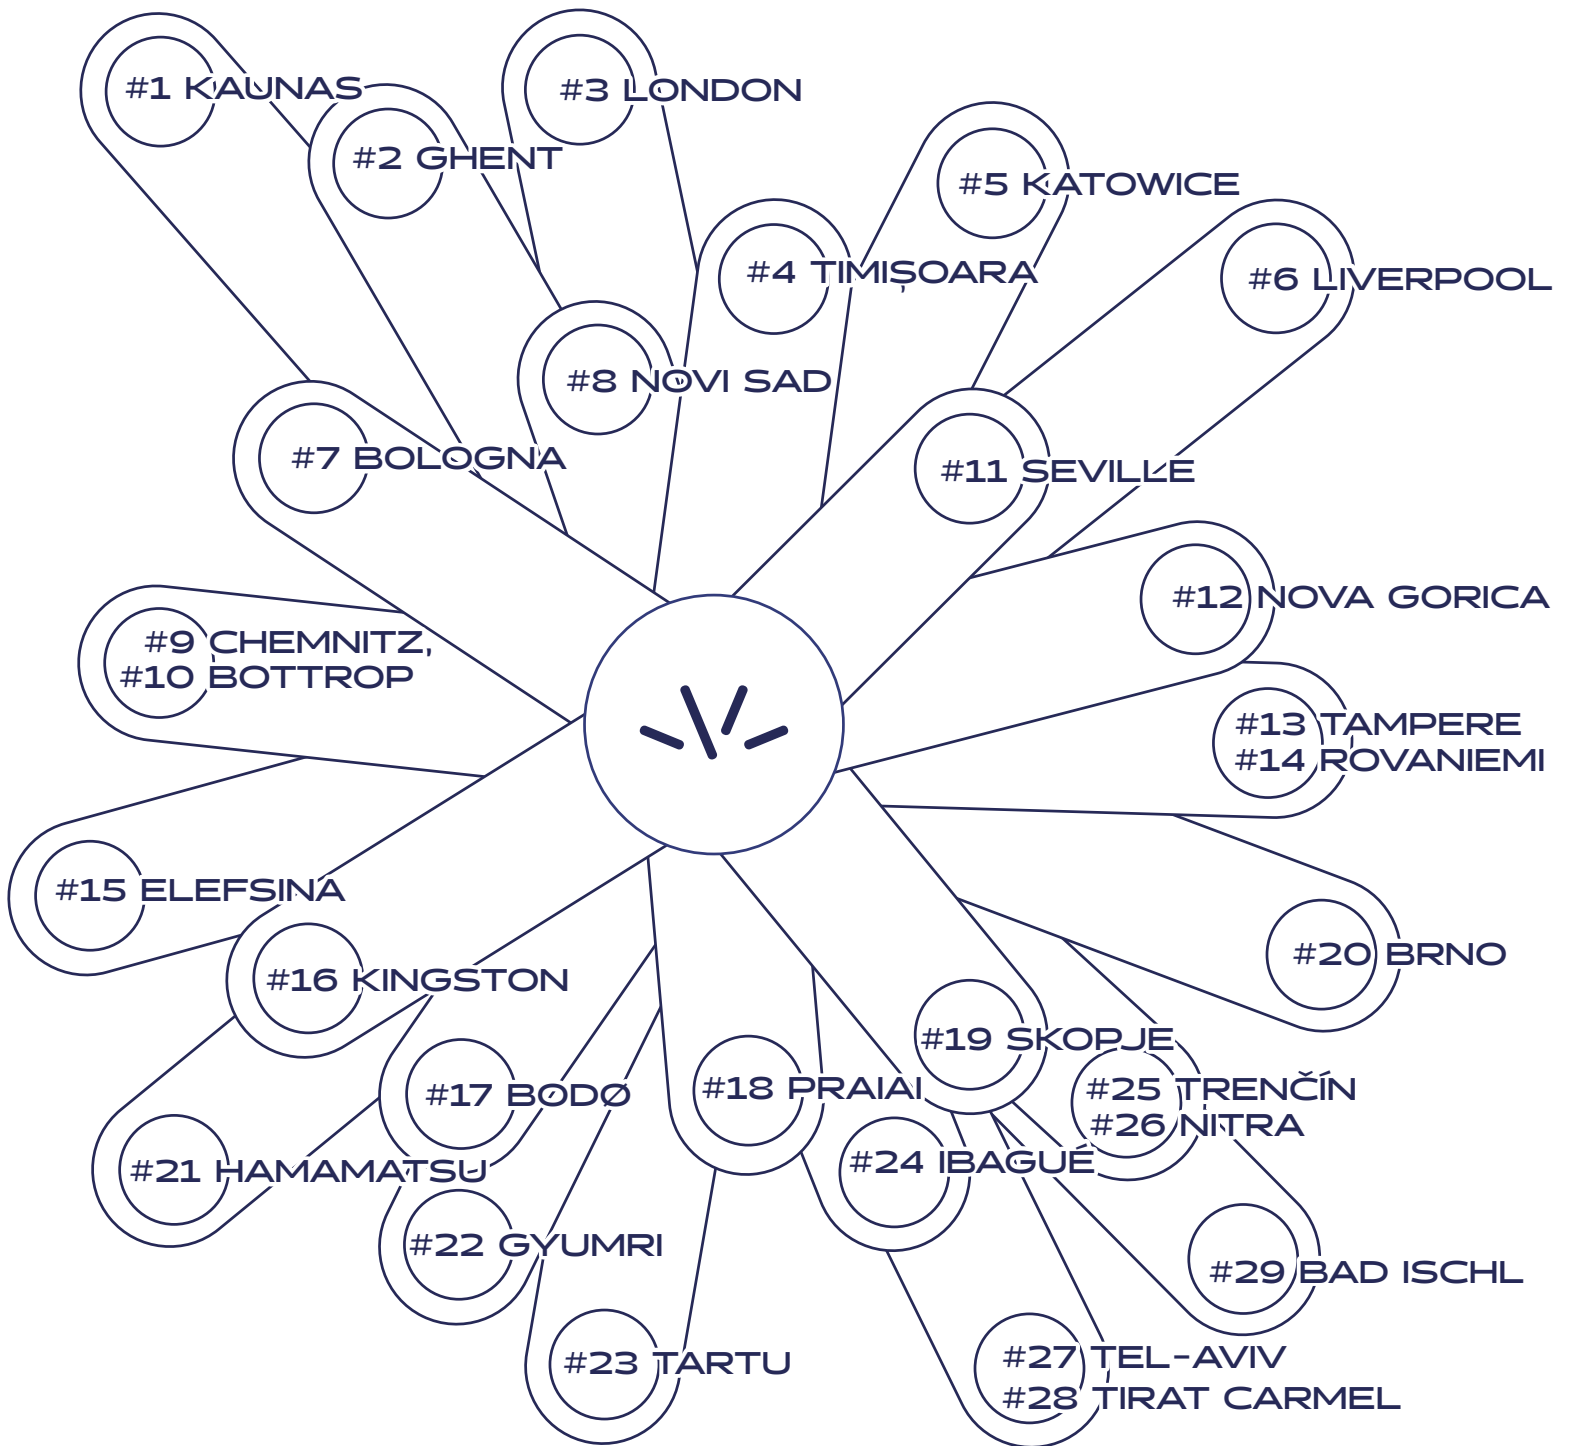 #1 KAUNAS
#2 GHENT
#3 LONDON
#4 TIMIȘOARA
#5 KATOWICE
#6 LIVERPOOL
#7 BOLOGNA
#8 NOVI SAD
#9 CHEMNITZ,
#10 BOTTROP
#11 SEVILLE
#12 NOVA GORICA
#13 TAMPERE
#14 ROVANIEMI
#15 ELEFSINA
#16 KINGSTON
#17 BODØ
#18 PRAIAI
#19 SKOPJE
#20 BRNO
#21 HAMAMATSU
#22 GYUMRI
#23 TARTU
#24 IBAGUÉ
#25 TRENČÍN
#26 NITRA
#27 TEL-AVIV
#28 TIRAT CARMEL
#29 BAD ISCHL